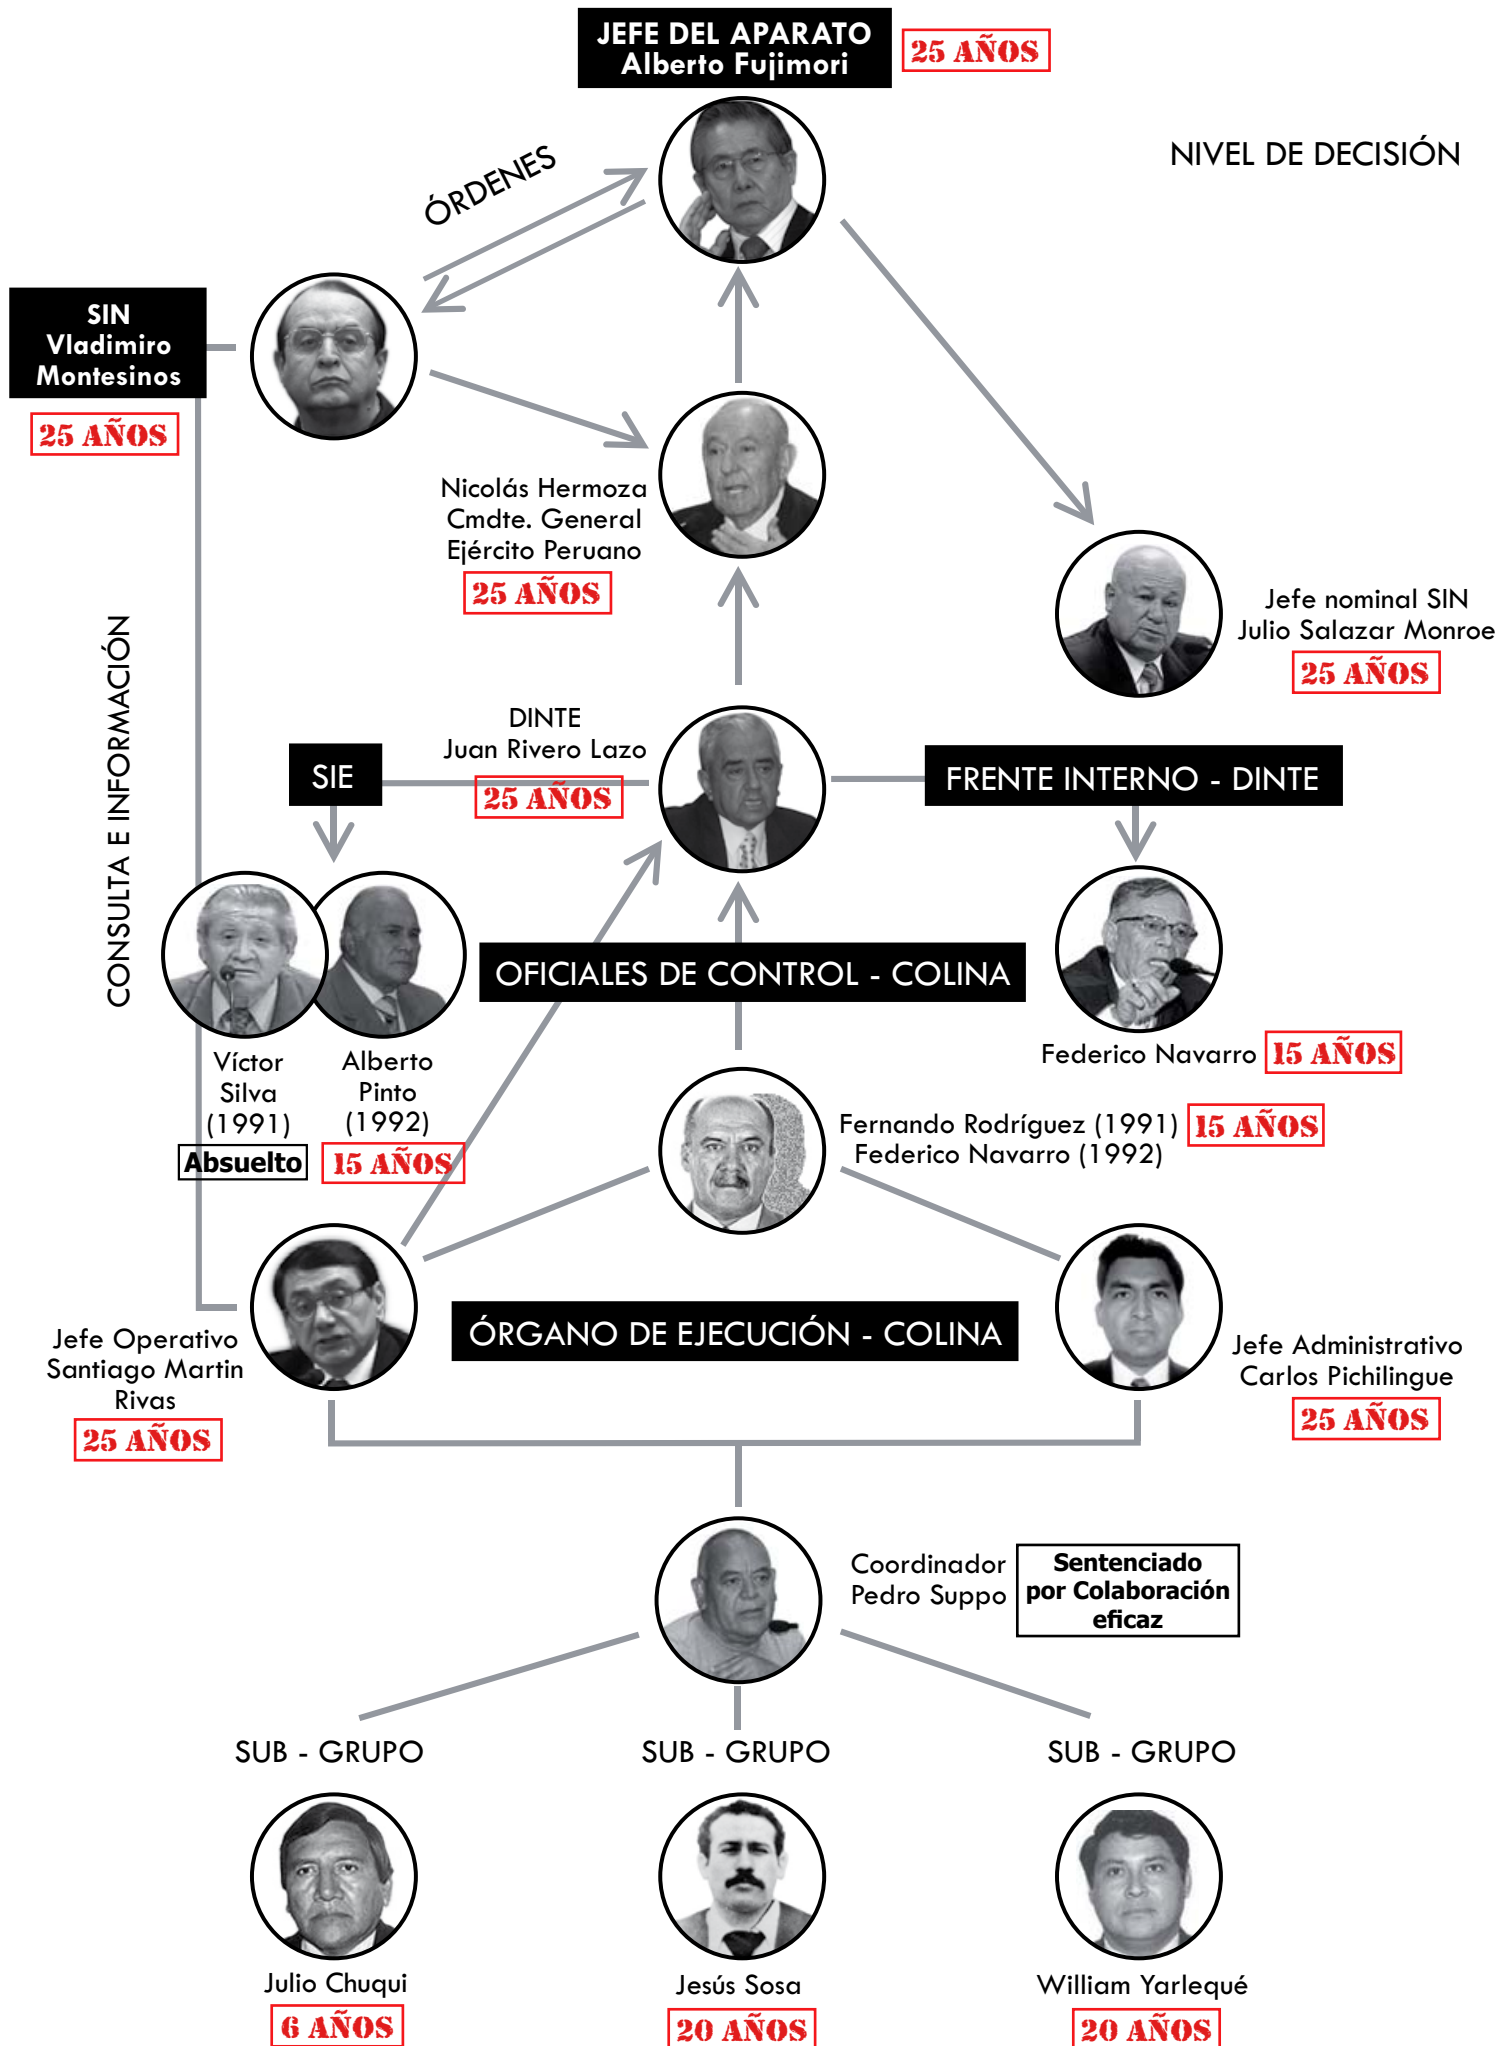 JEFE DEL APARATO
Alberto Fujimori
25 AÑOS
NIVEL DE DECISIÓN
ÓRDENES
SIN
Vladimiro
Montesinos
25 AÑOS
Nicolás Hermoza
Cmdte. General
Ejército Peruano
25 AÑOS
Jefe nominal SIN
Julio Salazar Monroe
25 AÑOS
CONSULTA E INFORMACIÓN
DINTE
Juan Rivero Lazo
25 AÑOS
SIE
FRENTE INTERNO - DINTE
OFICIALES DE CONTROL - COLINA
Víctor
Silva
(1991)
Absuelto
Alberto
Pinto
(1992)
15 AÑOS
Federico Navarro
15 AÑOS
Fernando Rodríguez (1991)
15 AÑOS
Federico Navarro (1992)
ÓRGANO DE EJECUCIÓN - COLINA
Jefe Operativo
Santiago Martin
Rivas
25 AÑOS
Jefe Administrativo
Carlos Pichilingue
25 AÑOS
Coordinador
Pedro Suppo
Sentenciado
por Colaboración
eficaz
SUB - GRUPO
SUB - GRUPO
SUB - GRUPO
Julio Chuqui
6 AÑOS
Jesús Sosa
20 AÑOS
William Yarlequé
20 AÑOS